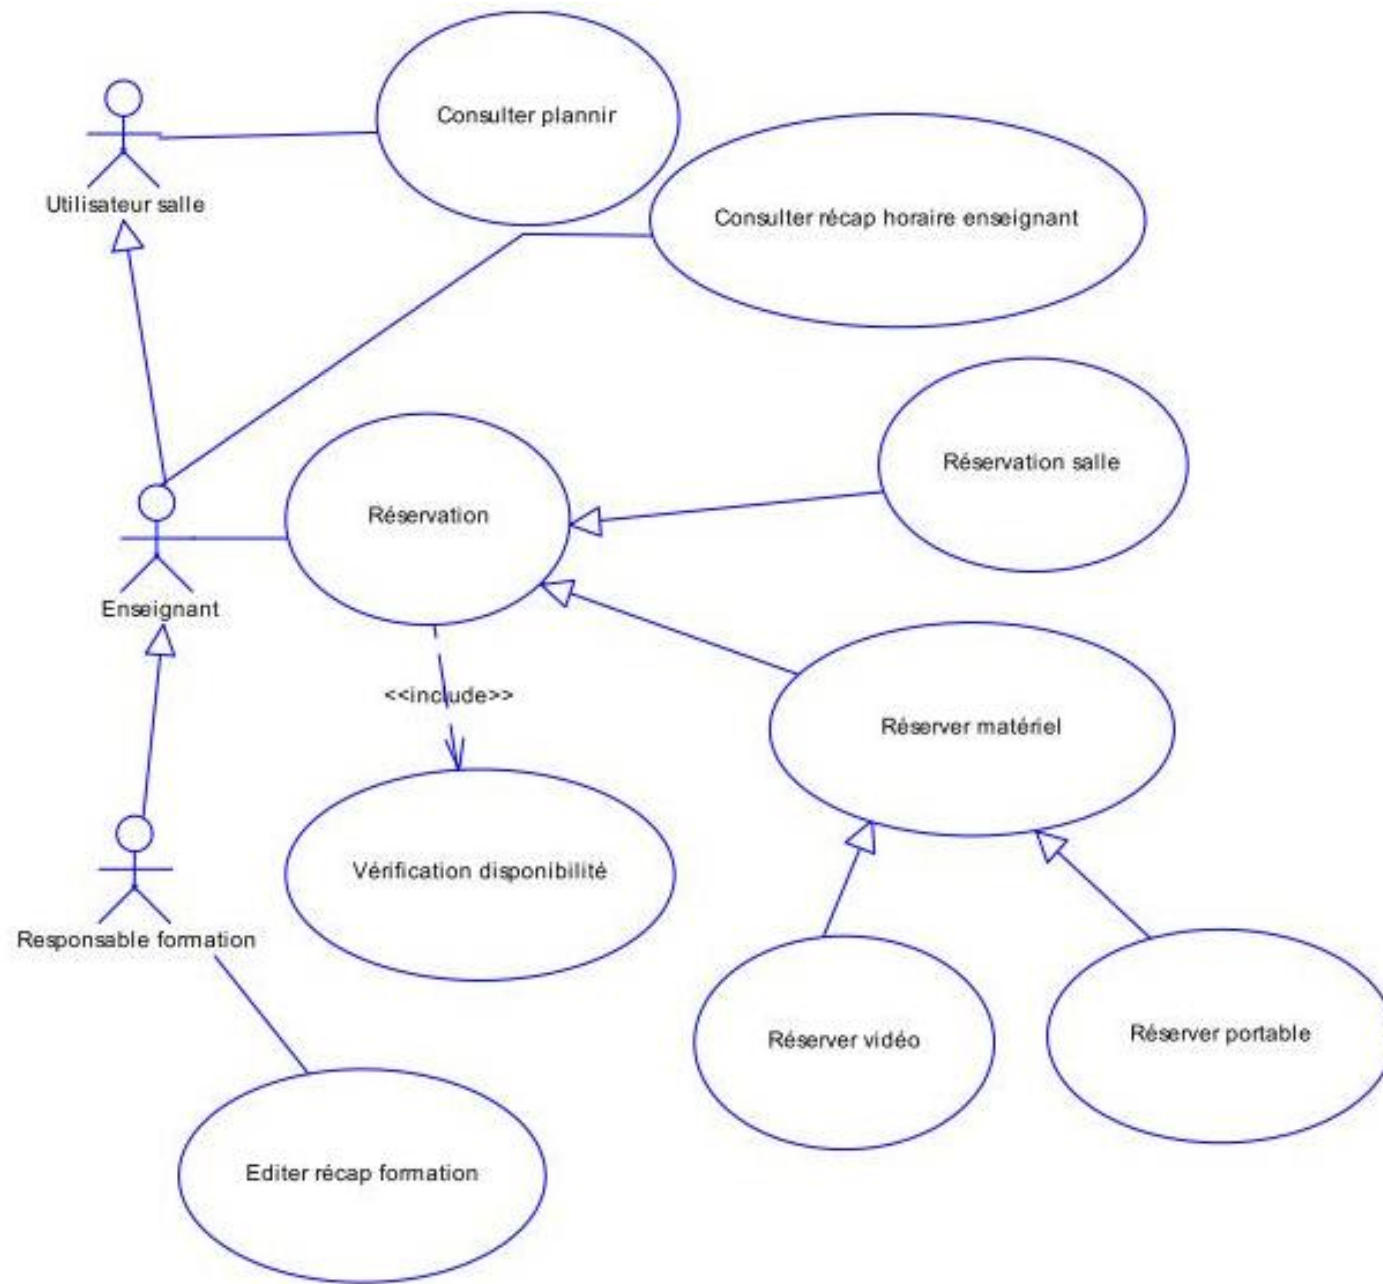 Consulter plannir
Utilisateur salle
Consulter récap horaire enseignant
Réservation salle
Réservation
Enseignant
<<include>>
Réserver matériel
Vérification disponibilité
Responsable formation
Réserver vidéo
Réserver portable
Editer récap formation